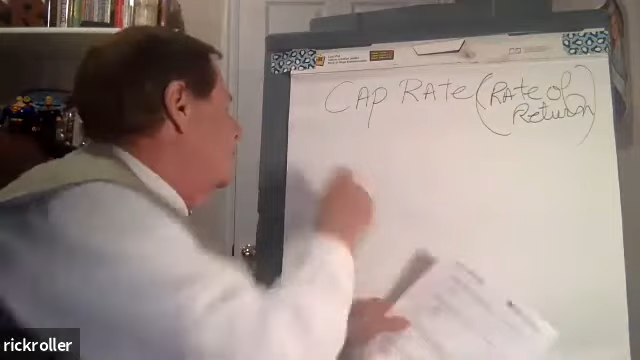 Cap Rate (Rate of
Return)
rickroller